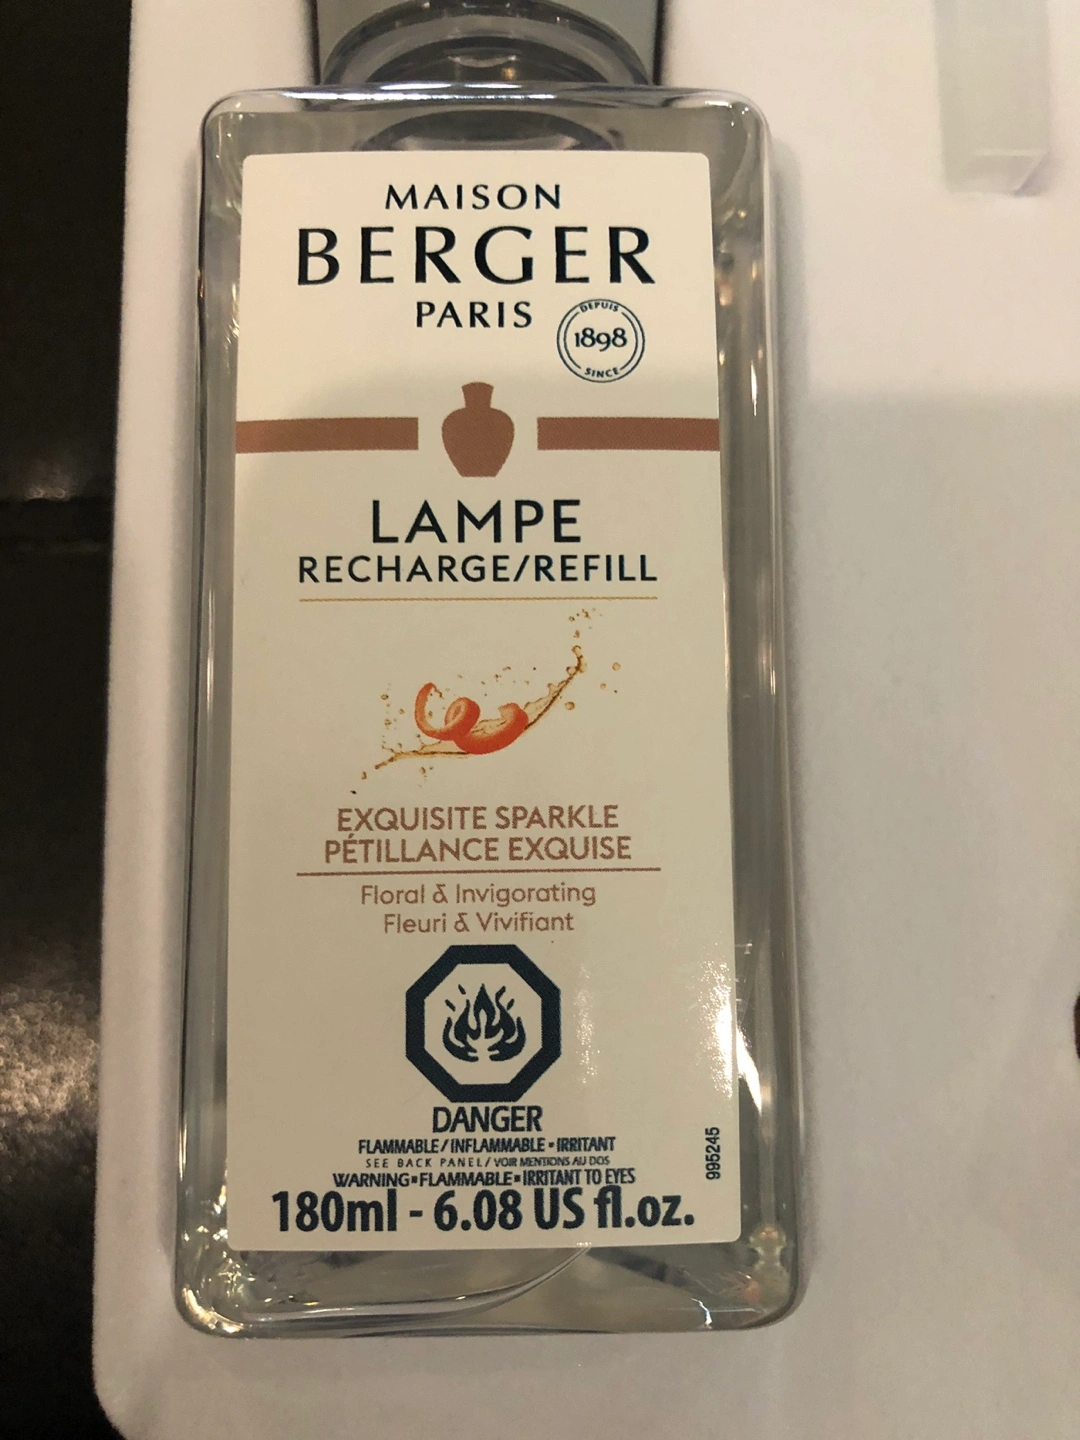 MAISON
BERGER
PARIS
DEPUIS
1898
SINCE
LAMPE
RECHARGE/REFILL
EXQUISITE SPARKLE
PÉTILLANCE EXQUISE
Floral & Invigorating
Fleuri & Vivifiant
DANGER
FLAMMABLE/INFLAMMABLE▪IRRITANT
SEE BACK PANEL/VOIR MENTIONS AU DOS
WARNING▪FLAMMABLE▪IRRITANT TO EYES
180ml - 6.08 US fl.oz.
995245